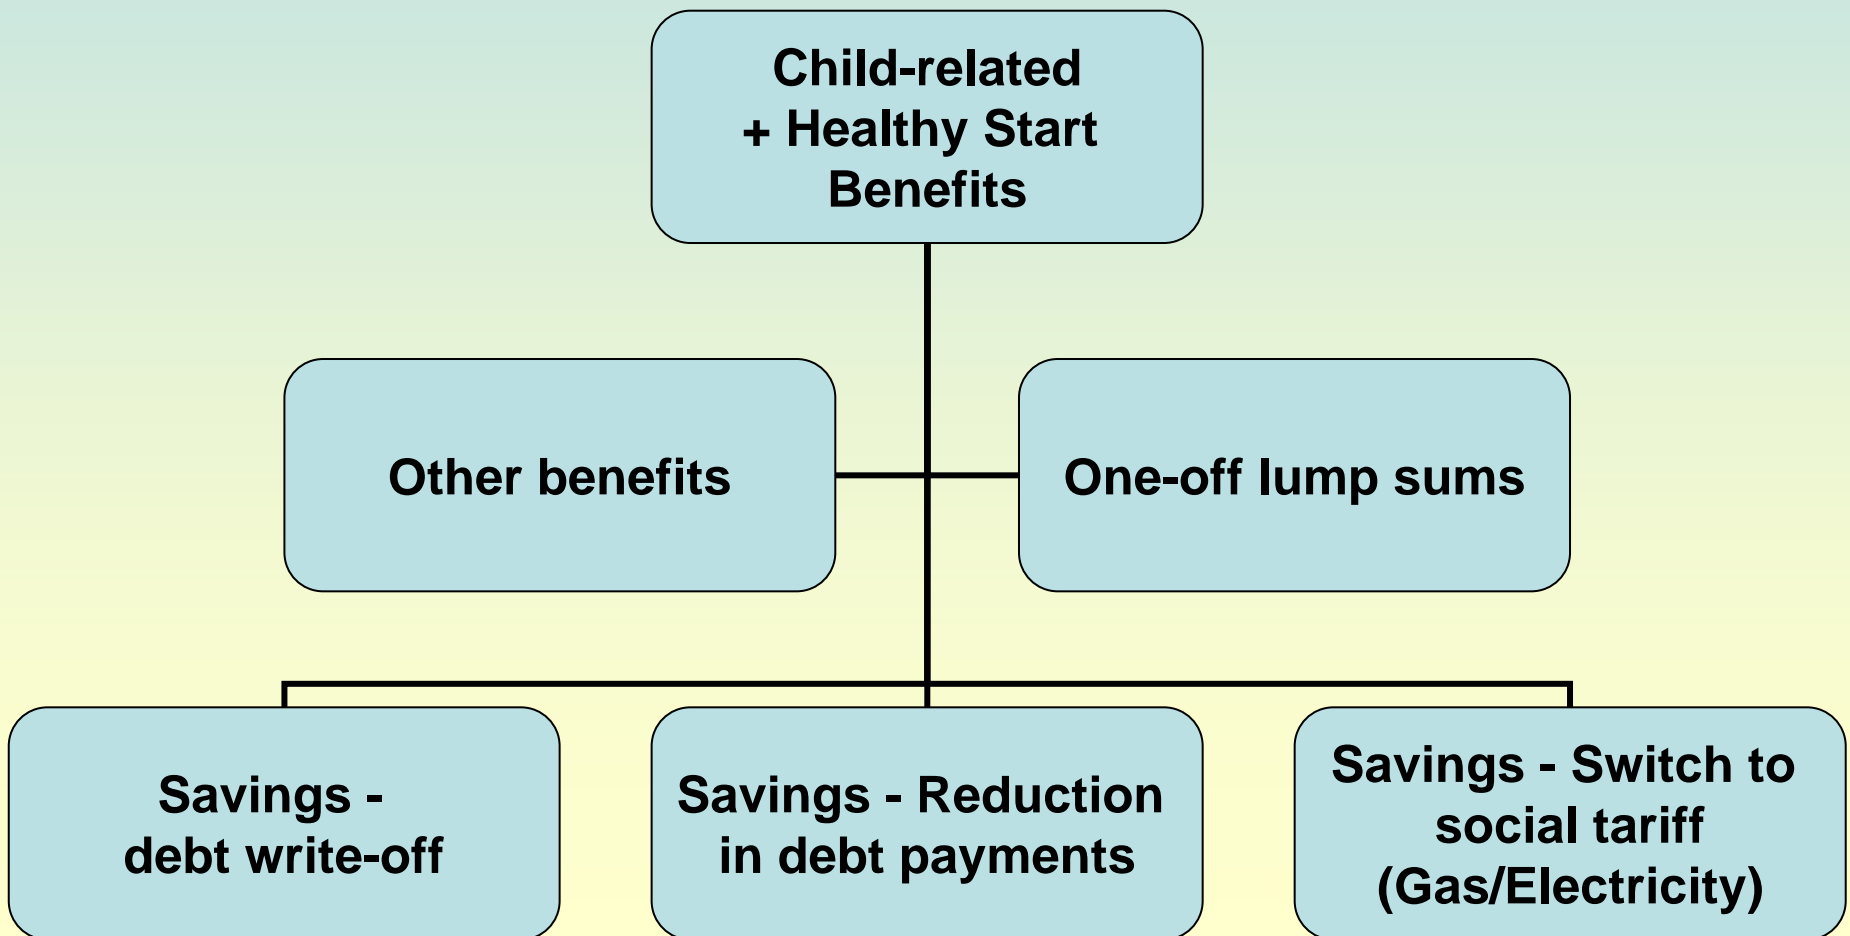 Child-related
+ Healthy Start
Benefits
Other benefits
One-off lump sums
Savings -
debt write-off
Savings - Reduction
in debt payments
Savings - Switch to
social tariff
(Gas/Electricity)